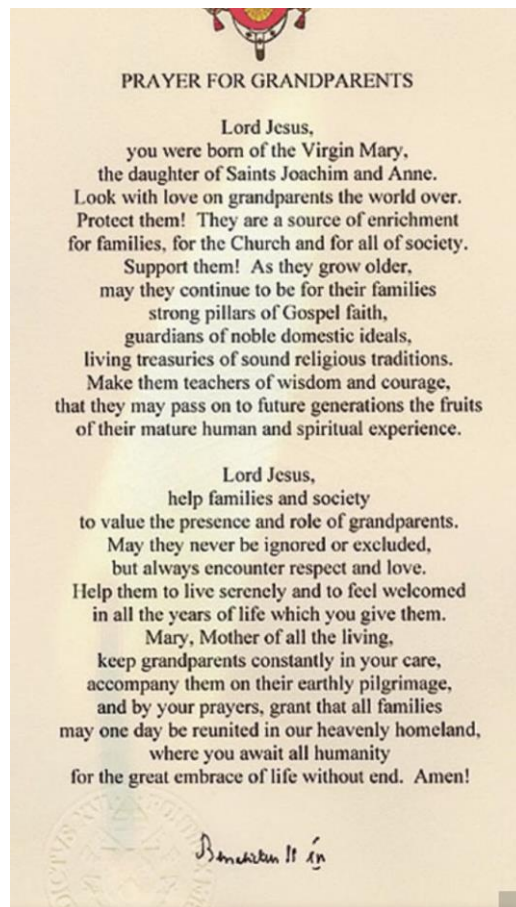 PRAYER FOR GRANDPARENTS
Lord Jesus,
you were born of the Virgin Mary,
the daughter of Saints Joachim and Anne.
Look with love on grandparents the world over.
Protect them! They are a source of enrichment
for families, for the Church and for all of society.
Support them! As they grow older,
may they continue to be for their families
strong pillars of Gospel faith,
guardians of noble domestic ideals,
living treasuries of sound religious traditions.
Make them teachers of wisdom and courage,
that they may pass on to future generations the fruits
of their mature human and spiritual experience.
Lord Jesus,
help families and society
to value the presence and role of grandparents.
May they never be ignored or excluded,
but always encounter respect and love.
Help them to live serenely and to feel welcomed
in all the years of life which you give them.
Mary, Mother of all the living,
keep grandparents constantly in your care,
accompany them on their earthly pilgrimage,
and by your prayers, grant that all families
may one day be reunited in our heavenly homeland,
where you await all humanity
for the great embrace of life without end. Amen!